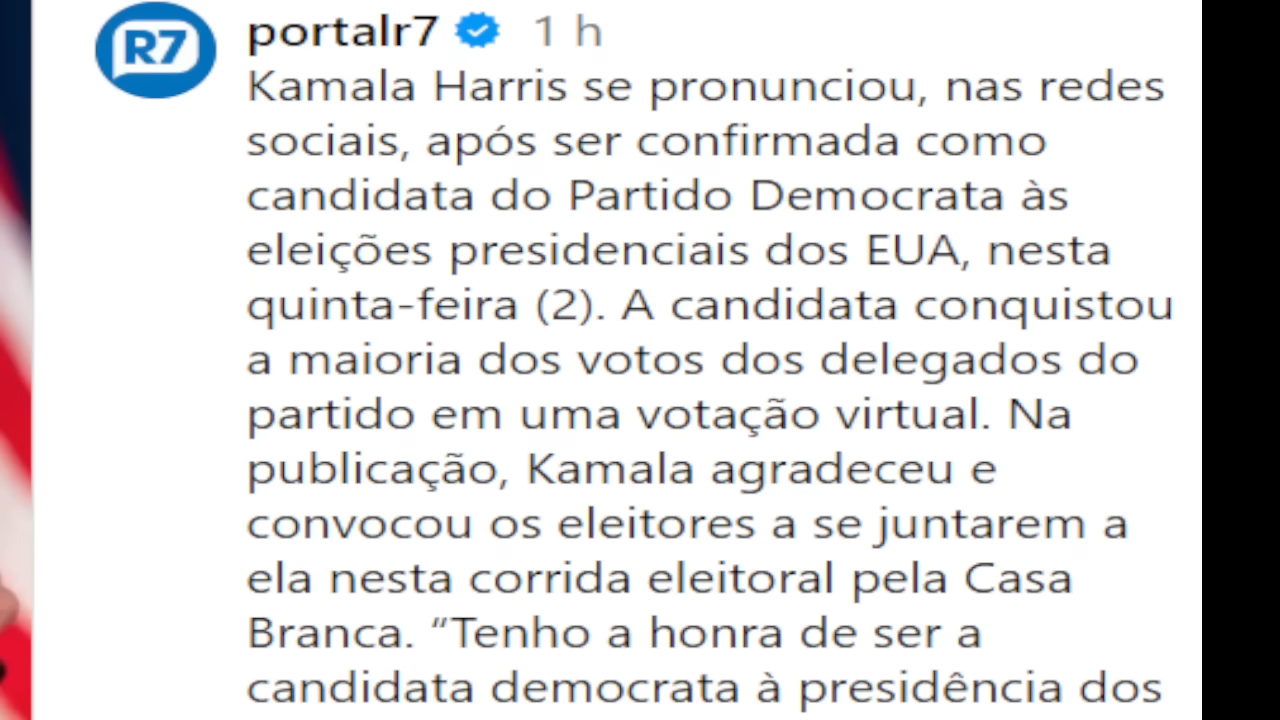 R7 portalr7 1 h
Kamala Harris se pronunciou, nas redes
sociais, após ser confirmada como
candidata do Partido Democrata às
eleições presidenciais dos EUA, nesta
quinta-feira (2). A candidata conquistou
a maioria dos votos dos delegados do
partido em uma votação virtual. Na
publicação, Kamala agradeceu e
convocou os eleitores a se juntarem a
ela nesta corrida eleitoral pela Casa
Branca. “Tenho a honra de ser a
candidata democrata à presidência dos